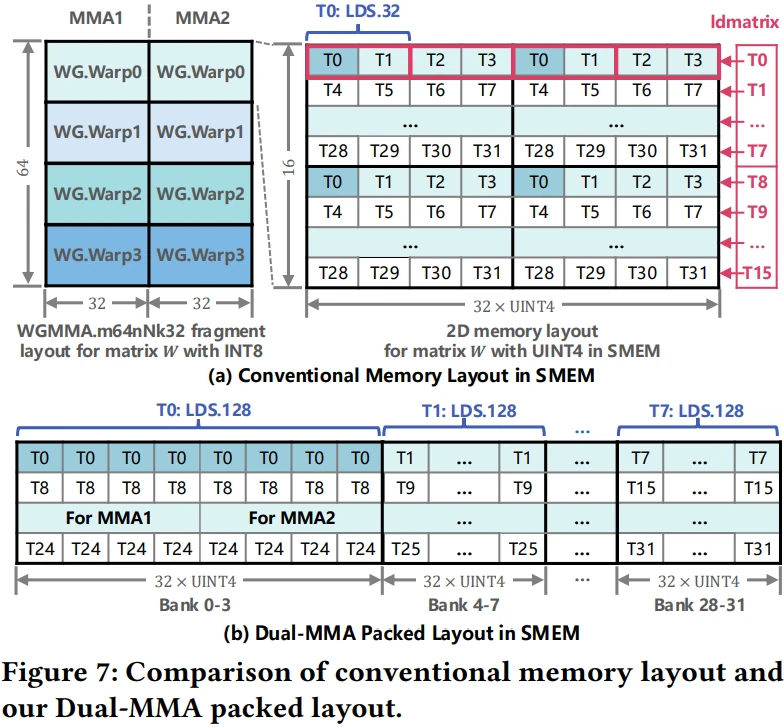 MMA1 MMA2
T0: LDS.32
ldmatrix
WG.Warp0 WG.Warp0
WG.Warp1 WG.Warp1
WG.Warp2 WG.Warp2
WG.Warp3 WG.Warp3
64
32 32
WGMMA.m64nNk32 fragment
layout for matrix W with INT8
16
T0 T1 T2 T3 T0 T1 T2 T3 T0
T4 T5 T6 T7 T4 T5 T6 T7 T1
... ... ...
T28 T29 T30 T31 T28 T29 T30 T31 T7
T0 T1 T2 T3 T0 T1 T2 T3 T8
T4 T5 T6 T7 T4 T5 T6 T7 T9
... ... ...
T28 T29 T30 T31 T28 T29 T30 T31 T15
32 × UINT4
2D memory layout
for matrix W with UINT4 in SMEM
(a) Conventional Memory Layout in SMEM
T0: LDS.128 T1: LDS.128 ... T7: LDS.128
T0 T0 T0 T0 T0 T0 T0 T0 T1 ... T1 ... T7 ... T7
T8 T8 T8 T8 T8 T8 T8 T8 T9 ... T9 ... T15 ... T15
For MMA1 For MMA2 ... ... ...
T24 T24 T24 T24 T24 T24 T24 T24 T25 ... T25 ... T31 ... T31
32 × UINT4 32 × UINT4 ... 32 × UINT4
Bank 0-3 Bank 4-7 Bank 28-31
(b) Dual-MMA Packed Layout in SMEM
Figure 7: Comparison of conventional memory layout and
our Dual-MMA packed layout.